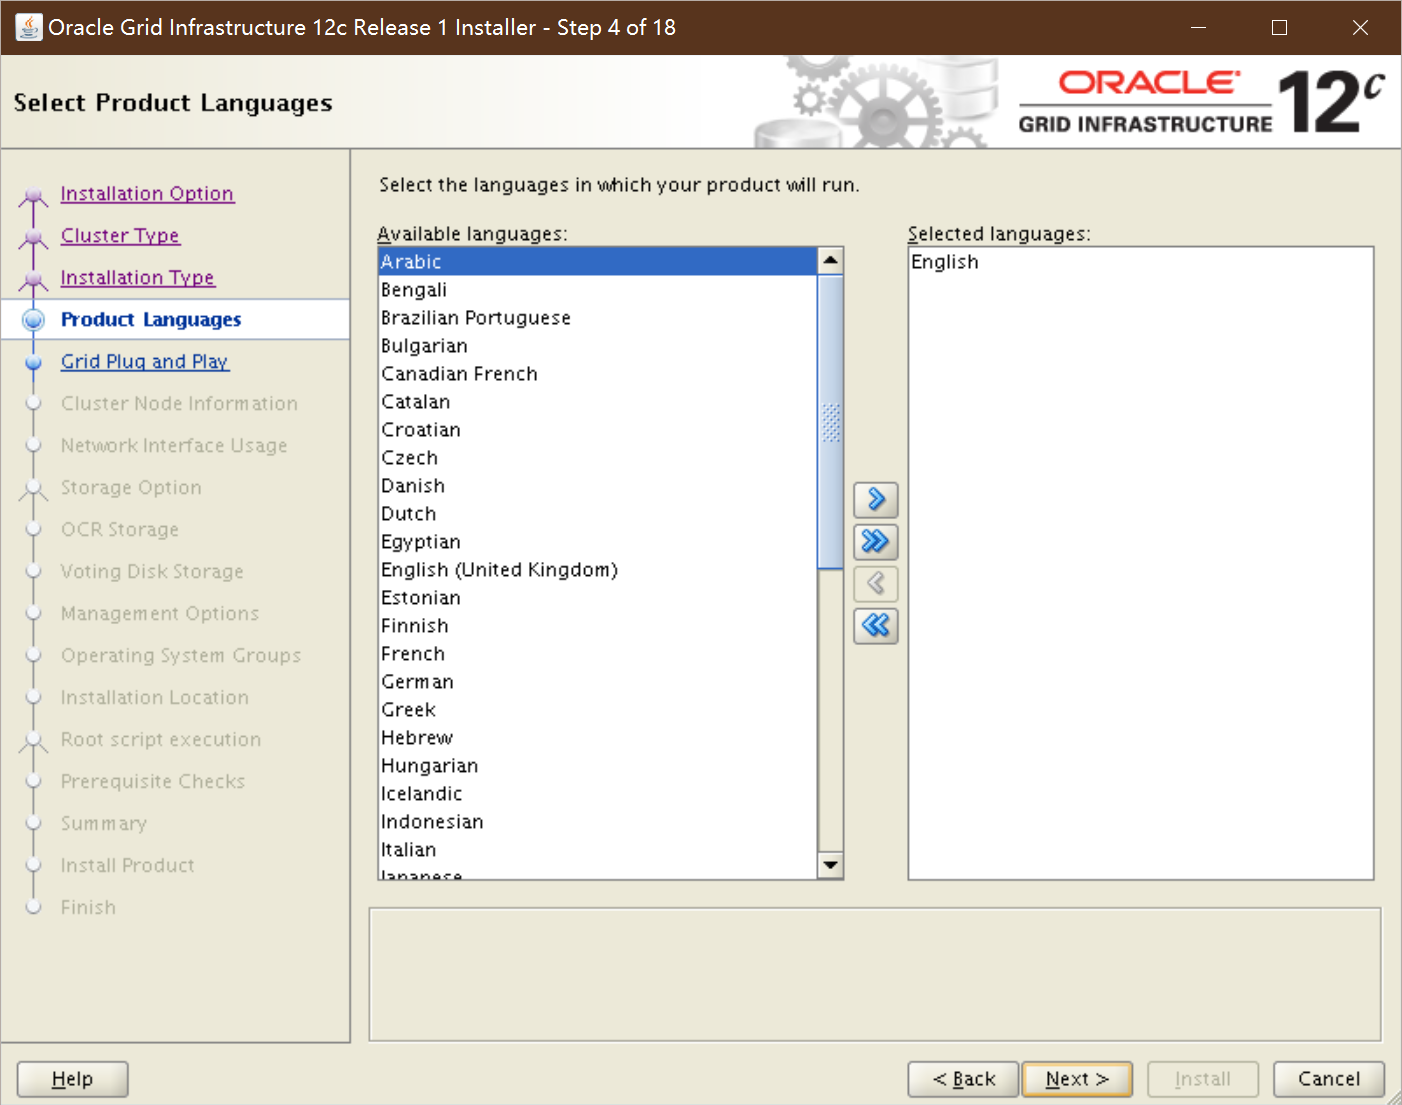 Oracle Grid Infrastructure 12c Release 1 Installer - Step 4 of 18
Select Product Languages
ORACLE
GRID INFRASTRUCTURE
12c
Installation Option
Cluster Type
Installation Type
Product Languages
Grid Plug and Play
Cluster Node Information
Network Interface Usage
Storage Option
OCR Storage
Voting Disk Storage
Management Options
Operating System Groups
Installation Location
Root script execution
Prerequisite Checks
Summary
Install Product
Finish
Select the languages in which your product will run.
Available languages:
Arabic
Bengali
Brazilian Portuguese
Bulgarian
Canadian French
Catalan
Croatian
Czech
Danish
Dutch
Egyptian
English (United Kingdom)
Estonian
Finnish
French
German
Greek
Hebrew
Hungarian
Icelandic
Indonesian
Italian
Japanese
Selected languages:
English
Help
< Back
Next >
Install
Cancel